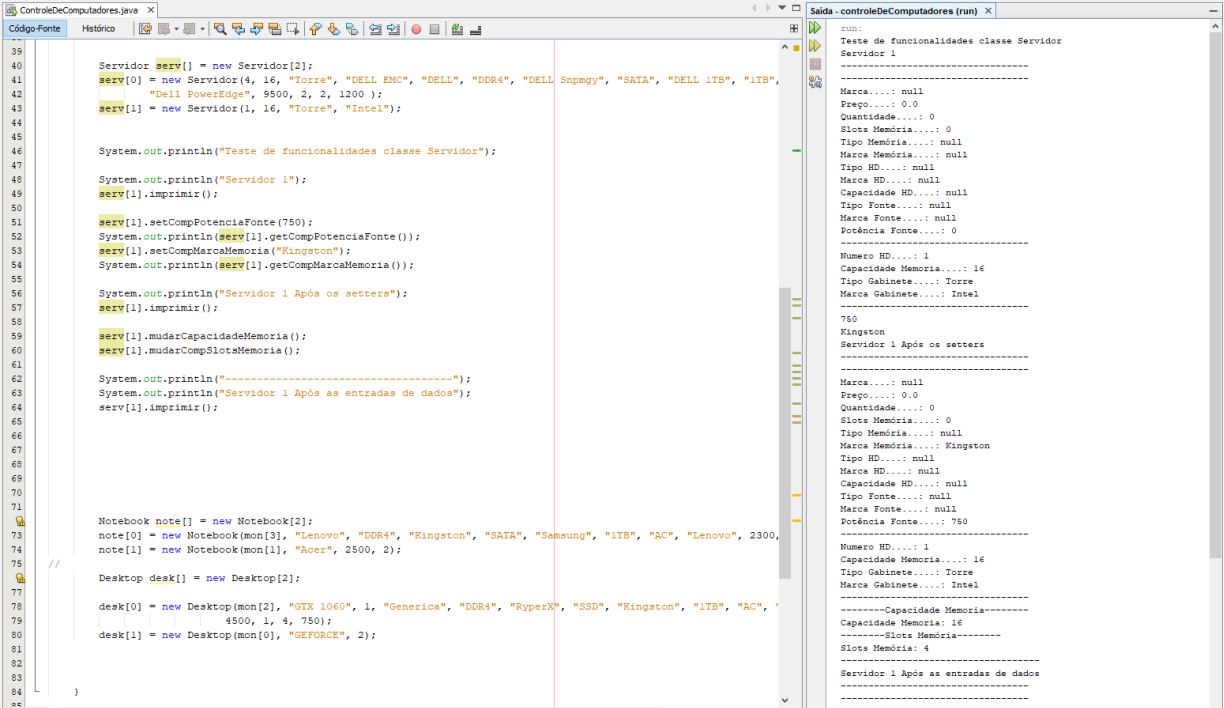 ControleDeComputadores.java
Código-Fonte Histórico
39
40 Servidor serv[] = new Servidor[2];
41 serv[0] = new Servidor(4, 16, "Torre", "DELL EMC", "DELL", "DDR4", "DELL Snpmgy", "SATA", "DELL 1TB", "1TB",
42 "Dell PowerEdge", 9500, 2, 2, 1200 );
43 serv[1] = new Servidor(1, 16, "Torre", "Intel");
44
45
46 System.out.println("Teste de funcionalidades classe Servidor");
47
48 System.out.println("Servidor 1");
49 serv[1].imprimir();
50
51 serv[1].setCompPotenciaFonte(750);
52 System.out.println(serv[1].getCompPotenciaFonte());
53 serv[1].setCompMarcaMemoria("Kingston");
54 System.out.println(serv[1].getCompMarcaMemoria());
55
56 System.out.println("Servidor 1 Após os setters");
57 serv[1].imprimir();
58
59 serv[1].mudarCapacidadeMemoria();
60 serv[1].mudarCompSlotsMemoria();
61
62 System.out.println("------------------------------------");
63 System.out.println("Servidor 1 Após as entradas de dados");
64 serv[1].imprimir();
65
66
68
69
70
71
Notebook note[] = new Notebook[2];
73 note[0] = new Notebook(mon[3], "Lenovo", "DDR4", "Kingston", "SATA", "Samsung", "1TB", "AC", "Lenovo", 2300,
74 note[1] = new Notebook(mon[1], "Acer", 2500, 2);
75 //
Desktop desk[] = new Desktop[2];
77
78 desk[0] = new Desktop(mon[2], "GTX 1060", 1, "Generica", "DDR4", "RyperX", "SSD", "Kingston", "1TB", "AC", "
79 4500, 1, 4, 750);
80 desk[1] = new Desktop(mon[0], "GEFORCE", 2);
81
82
83
84 }
85
Saída - controleDeComputadores (run)
run:
Teste de funcionalidades classe Servidor
Servidor 1
---------------------------------
---------------------------------
Marca....: null
Preço....: 0.0
Quantidade....: 0
Slots Memória....: 0
Tipo Memória....: null
Marca Memória....: null
Tipo HD....: null
Marca HD....: null
Capacidade HD....: null
Tipo Fonte....: null
Marca Fonte....: null
Potência Fonte....: 0
---------------------------------
Numero HD....: 1
Capacidade Memoria....: 16
Tipo Gabinete....: Torre
Marca Gabinete....: Intel
---------------------------------
750
Kingston
Servidor 1 Após os setters
---------------------------------
---------------------------------
Marca....: null
Preço....: 0.0
Quantidade....: 0
Slots Memória....: 0
Tipo Memória....: null
Marca Memória....: Kingston
Tipo HD....: null
Marca HD....: null
Capacidade HD....: null
Tipo Fonte....: null
Marca Fonte....: null
Potência Fonte....: 750
---------------------------------
Numero HD....: 1
Capacidade Memoria....: 16
Tipo Gabinete....: Torre
Marca Gabinete....: Intel
---------------------------------
--------Capacidade Memoria--------
Capacidade Memoria: 16
--------Slots Memória--------
Slots Memória: 4
-----------------------------------
Servidor 1 Após as entradas de dados
---------------------------------
---------------------------------